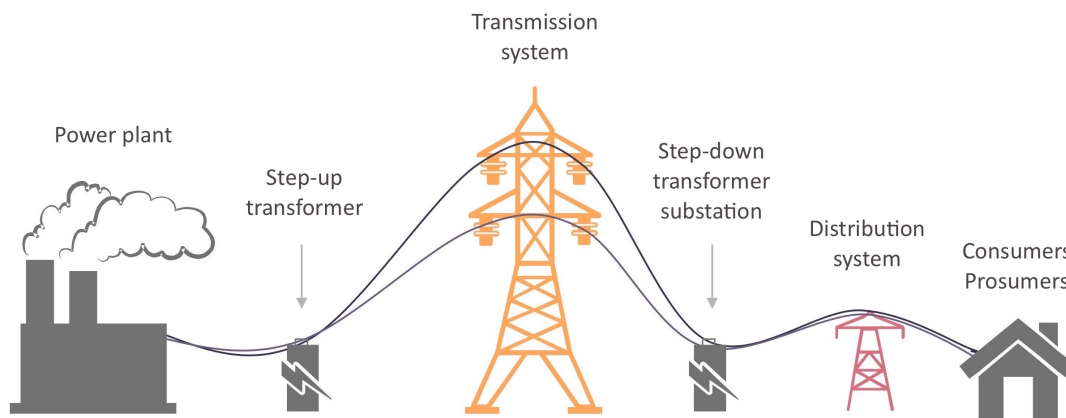 Transmission
system
Power plant
Step-up
transformer
Step-down
transformer
substation
Distribution
system
Consumers
Prosumers